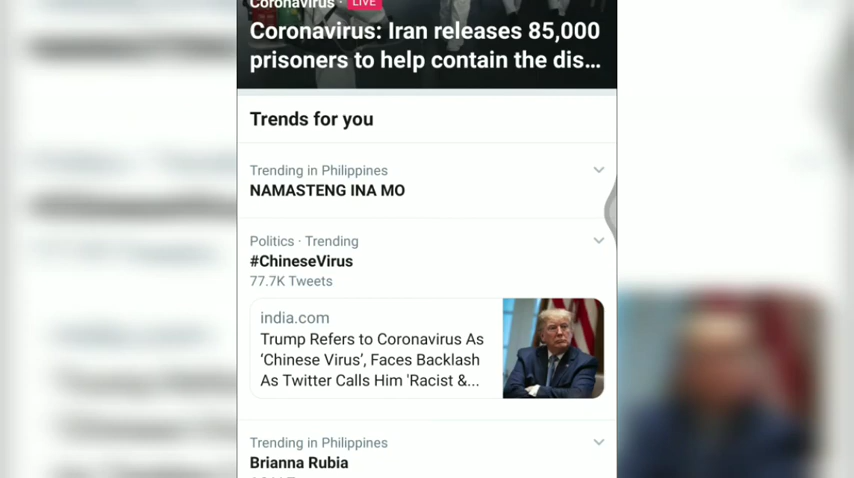 Coronavirus · LIVE
Coronavirus: Iran releases 85,000
prisoners to help contain the dis...
Trends for you
Trending in Philippines
NAMASTENG INA MO
Politics · Trending
#ChineseVirus
77.7K Tweets
india.com
Trump Refers to Coronavirus As
‘Chinese Virus’, Faces Backlash
As Twitter Calls Him 'Racist &...
Trending in Philippines
Brianna Rubia